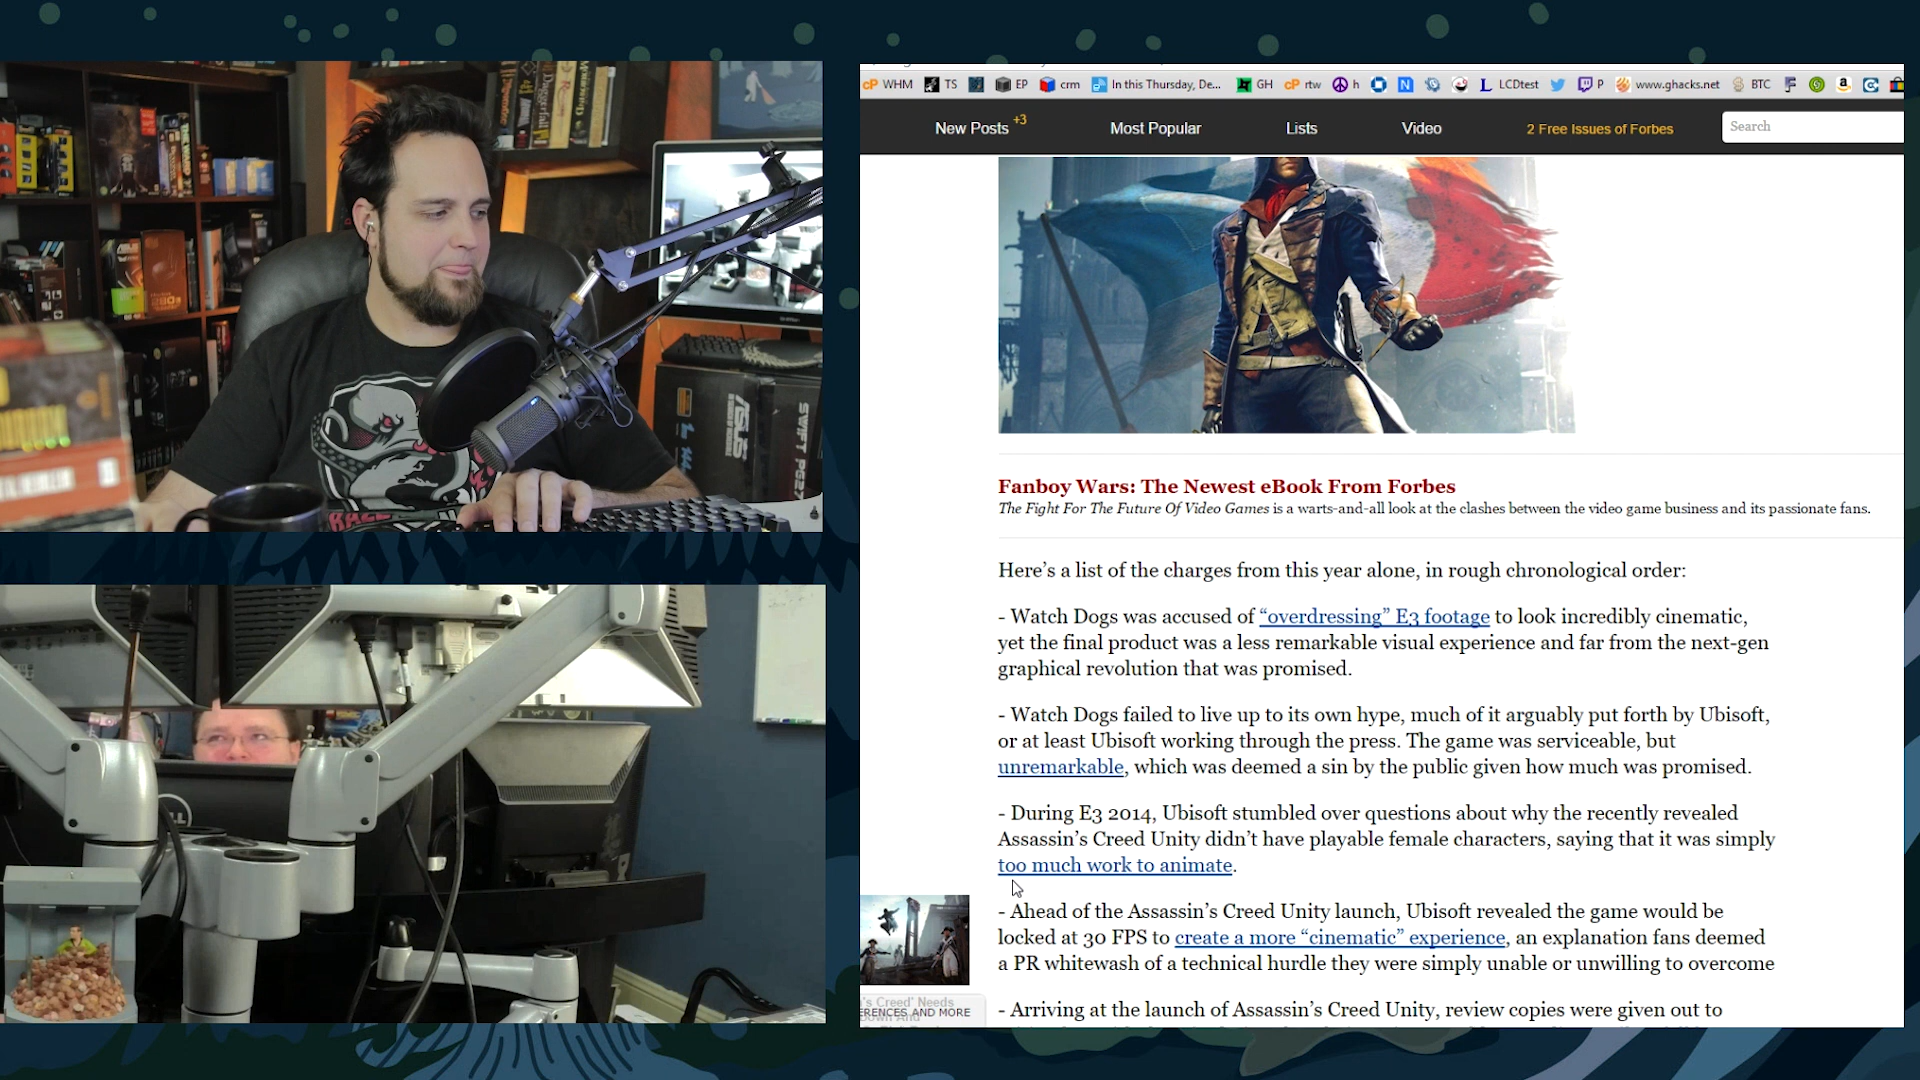 WHM
TS
EP
crm
In this Thursday, De...
GH
rtw
h
LCDtest
P
www.ghacks.net
BTC
New Posts +3
Most Popular
Lists
Video
2 Free Issues of Forbes
Search
Fanboy Wars: The Newest eBook From Forbes
The Fight For The Future Of Video Games is a warts-and-all look at the clashes between the video game business and its passionate fans.
Here’s a list of the charges from this year alone, in rough chronological order:
- Watch Dogs was accused of “overdressing” E3 footage to look incredibly cinematic,
yet the final product was a less remarkable visual experience and far from the next-gen
graphical revolution that was promised.
- Watch Dogs failed to live up to its own hype, much of it arguably put forth by Ubisoft,
or at least Ubisoft working through the press. The game was serviceable, but
unremarkable, which was deemed a sin by the public given how much was promised.
- During E3 2014, Ubisoft stumbled over questions about why the recently revealed
Assassin’s Creed Unity didn’t have playable female characters, saying that it was simply
too much work to animate.
- Ahead of the Assassin’s Creed Unity launch, Ubisoft revealed the game would be
locked at 30 FPS to create a more “cinematic” experience, an explanation fans deemed
a PR whitewash of a technical hurdle they were simply unable or unwilling to overcome
- Arriving at the launch of Assassin’s Creed Unity, review copies were given out to
's Creed' Needs
ERENCES AND MORE
ASUS
SWIFT PG27
Daggerfall
DELL